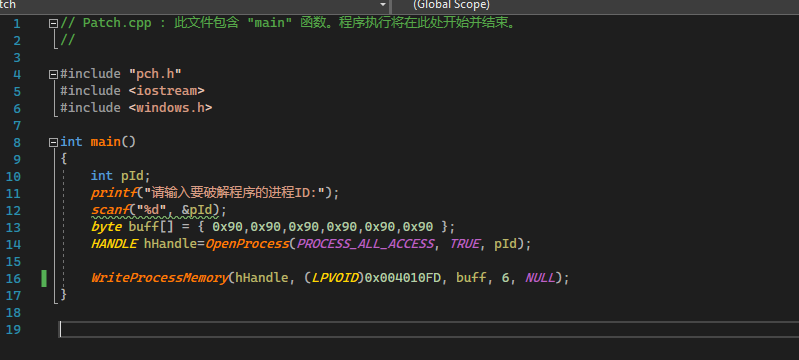 tch
(Global Scope)
1 // Patch.cpp : 此文件包含 "main" 函数。程序执行将在此处开始并结束。
2 //
3
4 #include "pch.h"
5 #include <iostream>
6 #include <windows.h>
7
8 int main()
9 {
10 int pId;
11 printf("请输入要破解程序的进程ID:");
12 scanf("%d", &pId);
13 byte buff[] = { 0x90,0x90,0x90,0x90,0x90,0x90 };
14 HANDLE hHandle=OpenProcess(PROCESS_ALL_ACCESS, TRUE, pId);
15
16 WriteProcessMemory(hHandle, (LPVOID)0x004010FD, buff, 6, NULL);
17 }
18
19